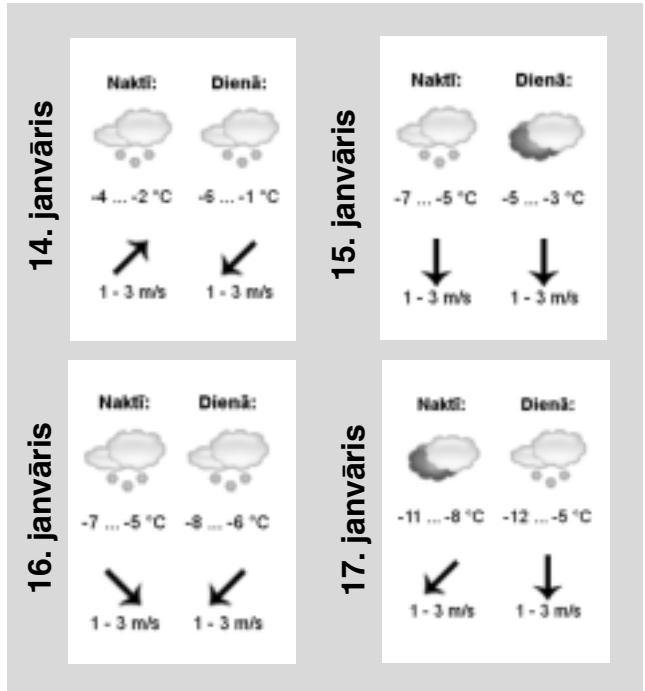 14. janvāris
Naktī: Dienā:
-4 ... -2 °C -6 ... -1 °C
1 - 3 m/s 1 - 3 m/s
15. janvāris
Naktī: Dienā:
-7 ... -5 °C -5 ... -3 °C
1 - 3 m/s 1 - 3 m/s
16. janvāris
Naktī: Dienā:
-7 ... -5 °C -8 ... -6 °C
1 - 3 m/s 1 - 3 m/s
17. janvāris
Naktī: Dienā:
-11 ... -8 °C -12 ... -5 °C
1 - 3 m/s 1 - 3 m/s